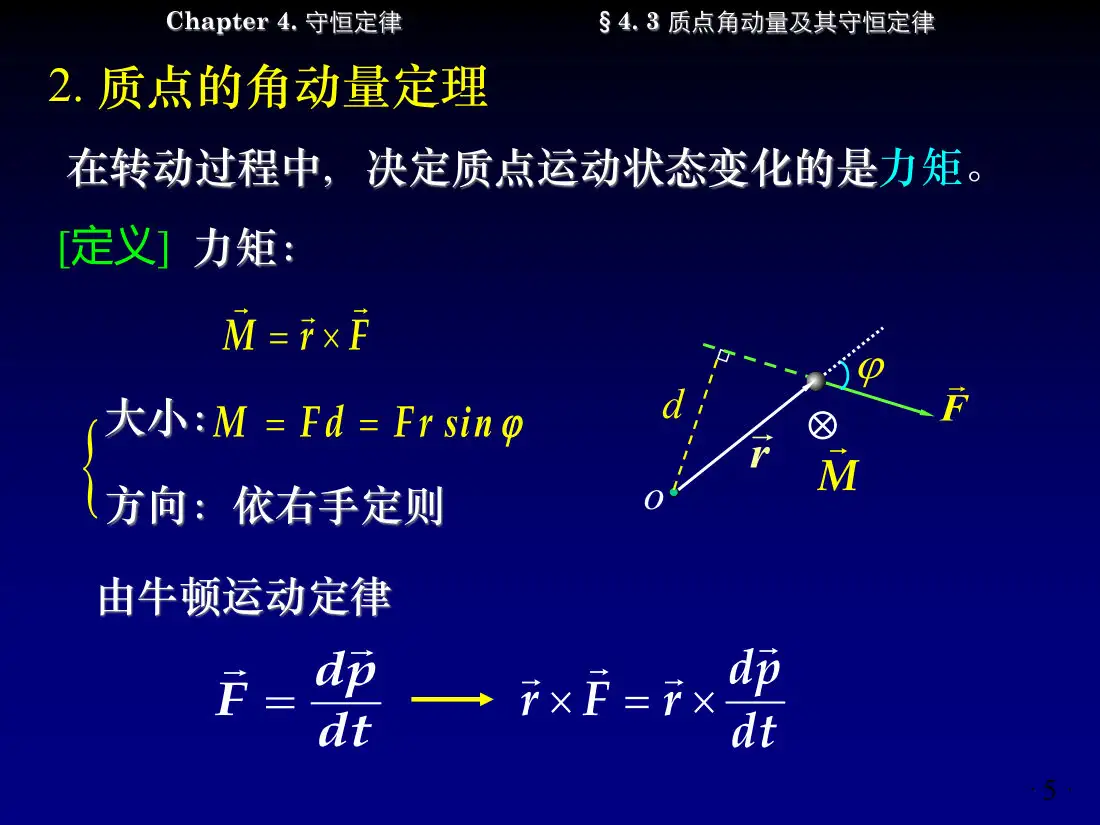 Chapter 4. 守恒定律 §4. 3 质点角动量及其守恒定律
2. 质点的角动量定理
在转动过程中，决定质点运动状态变化的是力矩。
[定义] 力矩：
M⃗ = r⃗ × F⃗
大小：M = Fd = Fr sin φ
方向：依右手定则
d
φ
F⃗
r⃗
M⃗
O
由牛顿运动定律
F⃗ = dp⃗/dt → r⃗ × F⃗ = r⃗ × dp⃗/dt
· 5 ·